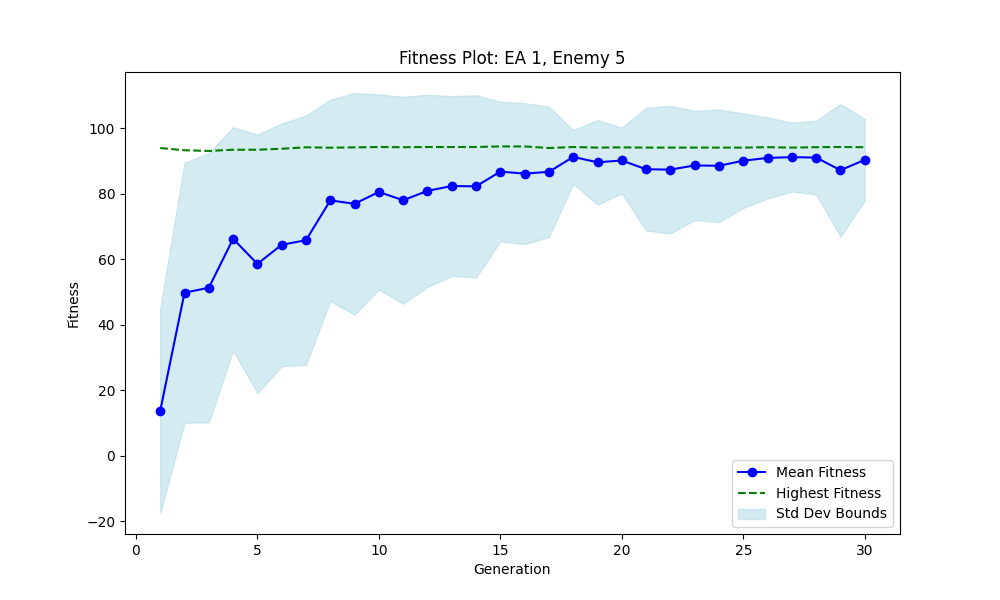 Fitness Plot: EA 1, Enemy 5
Fitness
100
80
60
40
20
0
−20
0 5 10 15 20 25 30
Generation
Mean Fitness
Highest Fitness
Std Dev Bounds